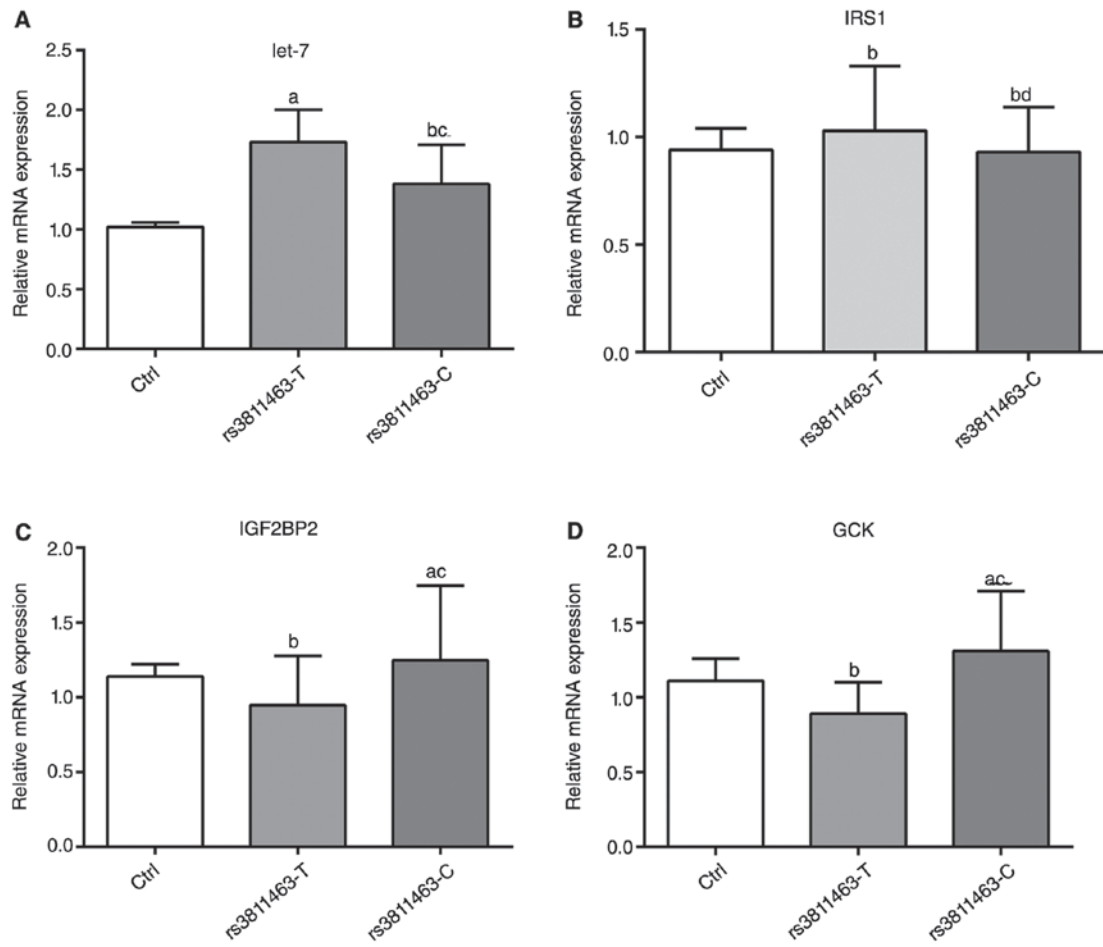 A
let-7
Relative mRNA expression
2.5
2.0
1.5
1.0
0.5
0.0
a
bc
Ctrl
rs3811463-T
rs3811463-C
B
IRS1
Relative mRNA expression
1.5
1.0
0.5
0.0
b
bd
Ctrl
rs3811463-T
rs3811463-C
C
IGF2BP2
Relative mRNA expression
2.0
1.5
1.0
0.5
0.0
b
ac
Ctrl
rs3811463-T
rs3811463-C
D
GCK
Relative mRNA expression
2.0
1.5
1.0
0.5
0.0
b
ac
Ctrl
rs3811463-T
rs3811463-C